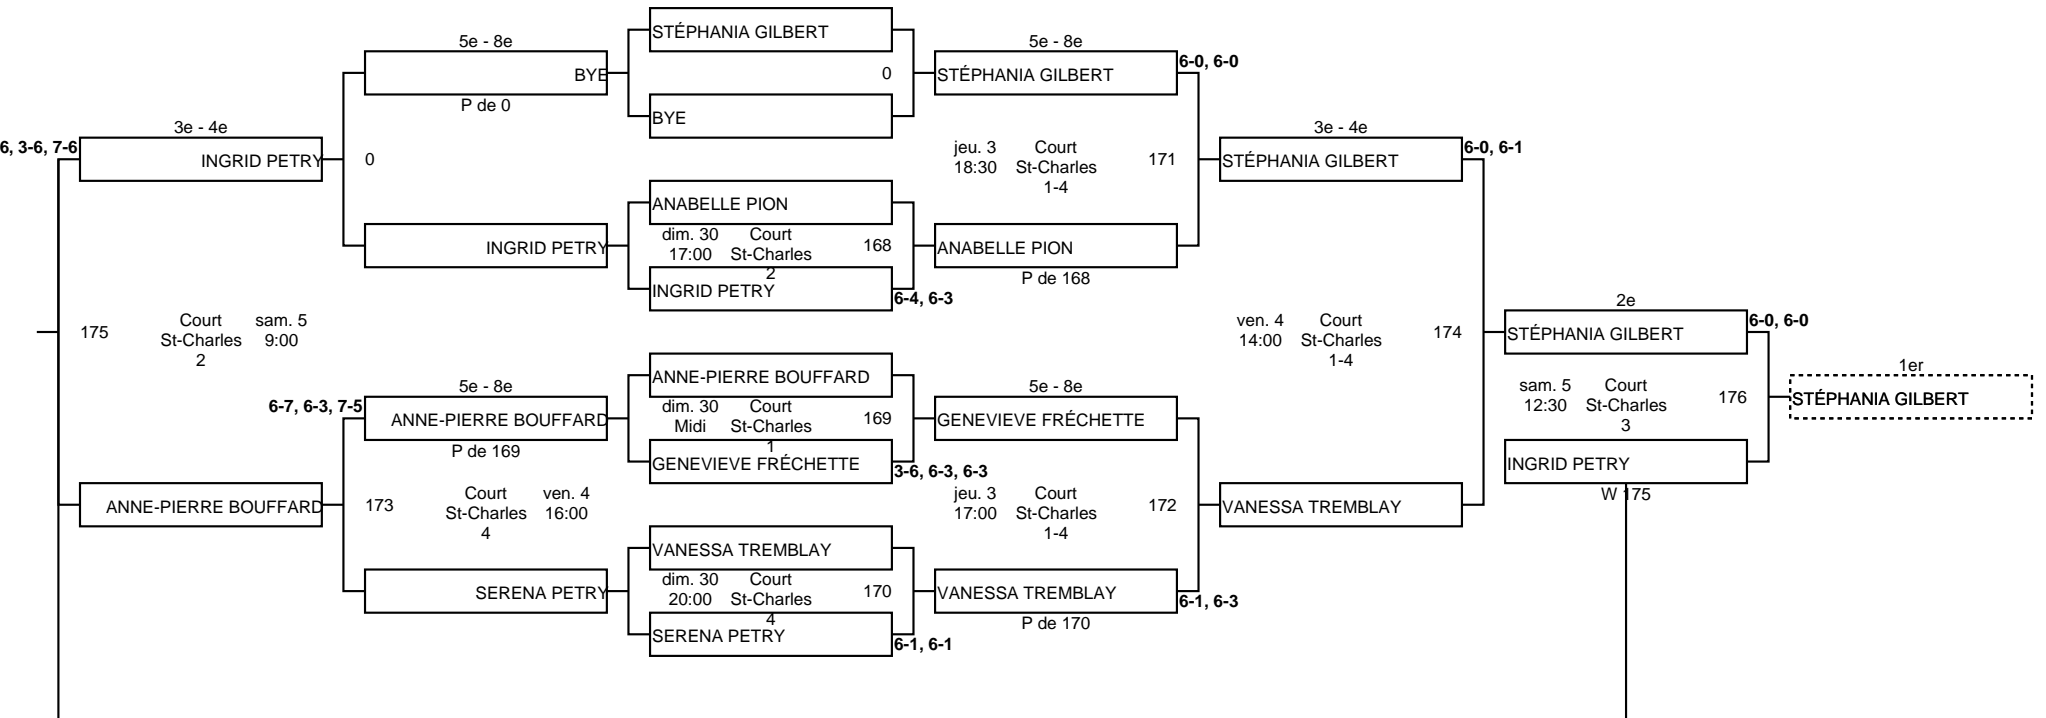 6, 3-6, 7-6
3e - 4e
INGRID PETRY
175
Court
St-Charles
2
sam. 5
9:00
ANNE-PIERRE BOUFFARD
5e - 8e
BYE
P de 0
0
INGRID PETRY
6-7, 6-3, 7-5
5e - 8e
ANNE-PIERRE BOUFFARD
P de 169
173
Court
St-Charles
4
ven. 4
16:00
SERENA PETRY
STÉPHANIA GILBERT
0
BYE
ANABELLE PION
dim. 30
17:00
Court
St-Charles
2
168
INGRID PETRY
6-4, 6-3
ANNE-PIERRE BOUFFARD
dim. 30
Midi
Court
St-Charles
1
169
GENEVIEVE FRÉCHETTE
3-6, 6-3, 6-3
VANESSA TREMBLAY
dim. 30
20:00
Court
St-Charles
4
170
SERENA PETRY
6-1, 6-1
5e - 8e
STÉPHANIA GILBERT
6-0, 6-0
jeu. 3
18:30
Court
St-Charles
1-4
171
ANABELLE PION
P de 168
5e - 8e
GENEVIEVE FRÉCHETTE
jeu. 3
17:00
Court
St-Charles
1-4
172
VANESSA TREMBLAY
6-1, 6-3
P de 170
3e - 4e
STÉPHANIA GILBERT
6-0, 6-1
ven. 4
14:00
Court
St-Charles
1-4
174
VANESSA TREMBLAY
2e
STÉPHANIA GILBERT
6-0, 6-0
sam. 5
12:30
Court
St-Charles
3
176
INGRID PETRY
W 175
1er
STÉPHANIA GILBERT